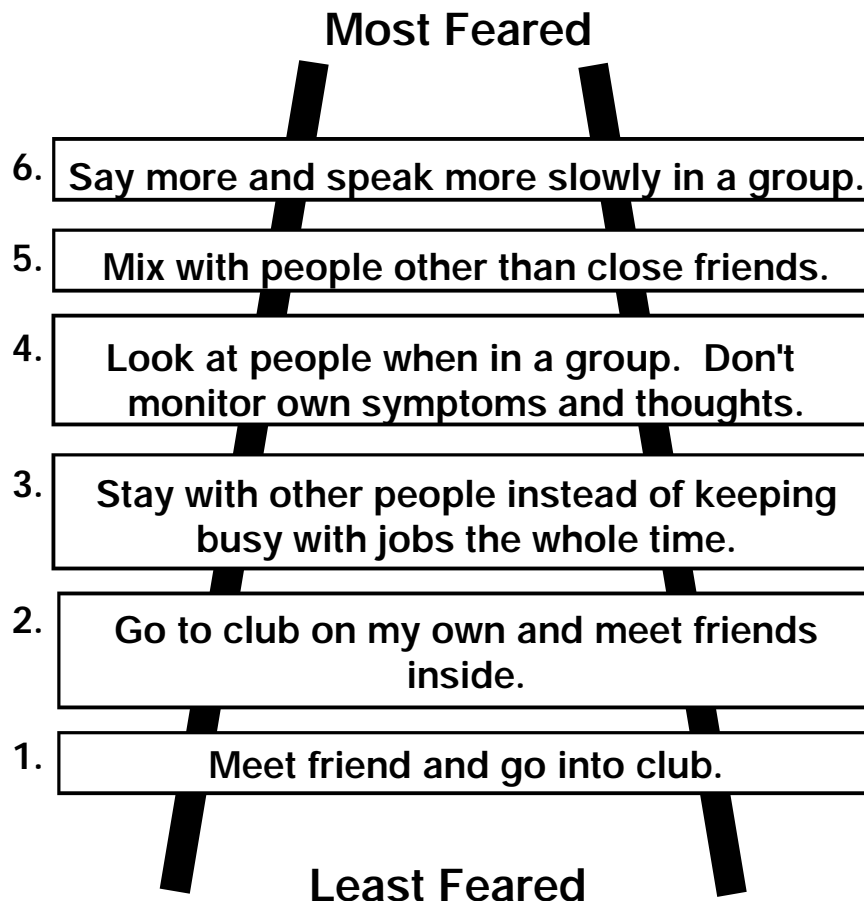 Most Feared
6. Say more and speak more slowly in a group.
5. Mix with people other than close friends.
4. Look at people when in a group. Don't
monitor own symptoms and thoughts.
3. Stay with other people instead of keeping
busy with jobs the whole time.
2. Go to club on my own and meet friends
inside.
1. Meet friend and go into club.
Least Feared